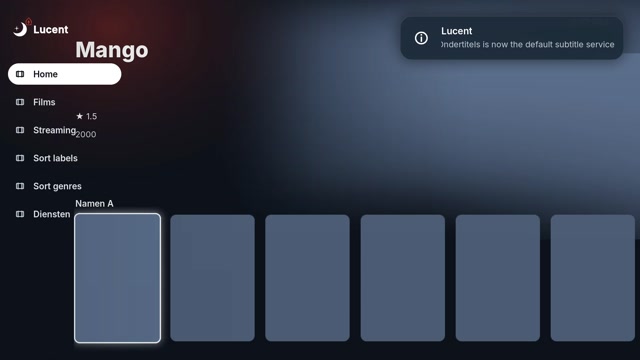 Lucent
Mango
Home
Films
★ 1.5
Streaming
2000
Sort labels
Sort genres
Namen A
Diensten
Lucent
is now the default subtitle service